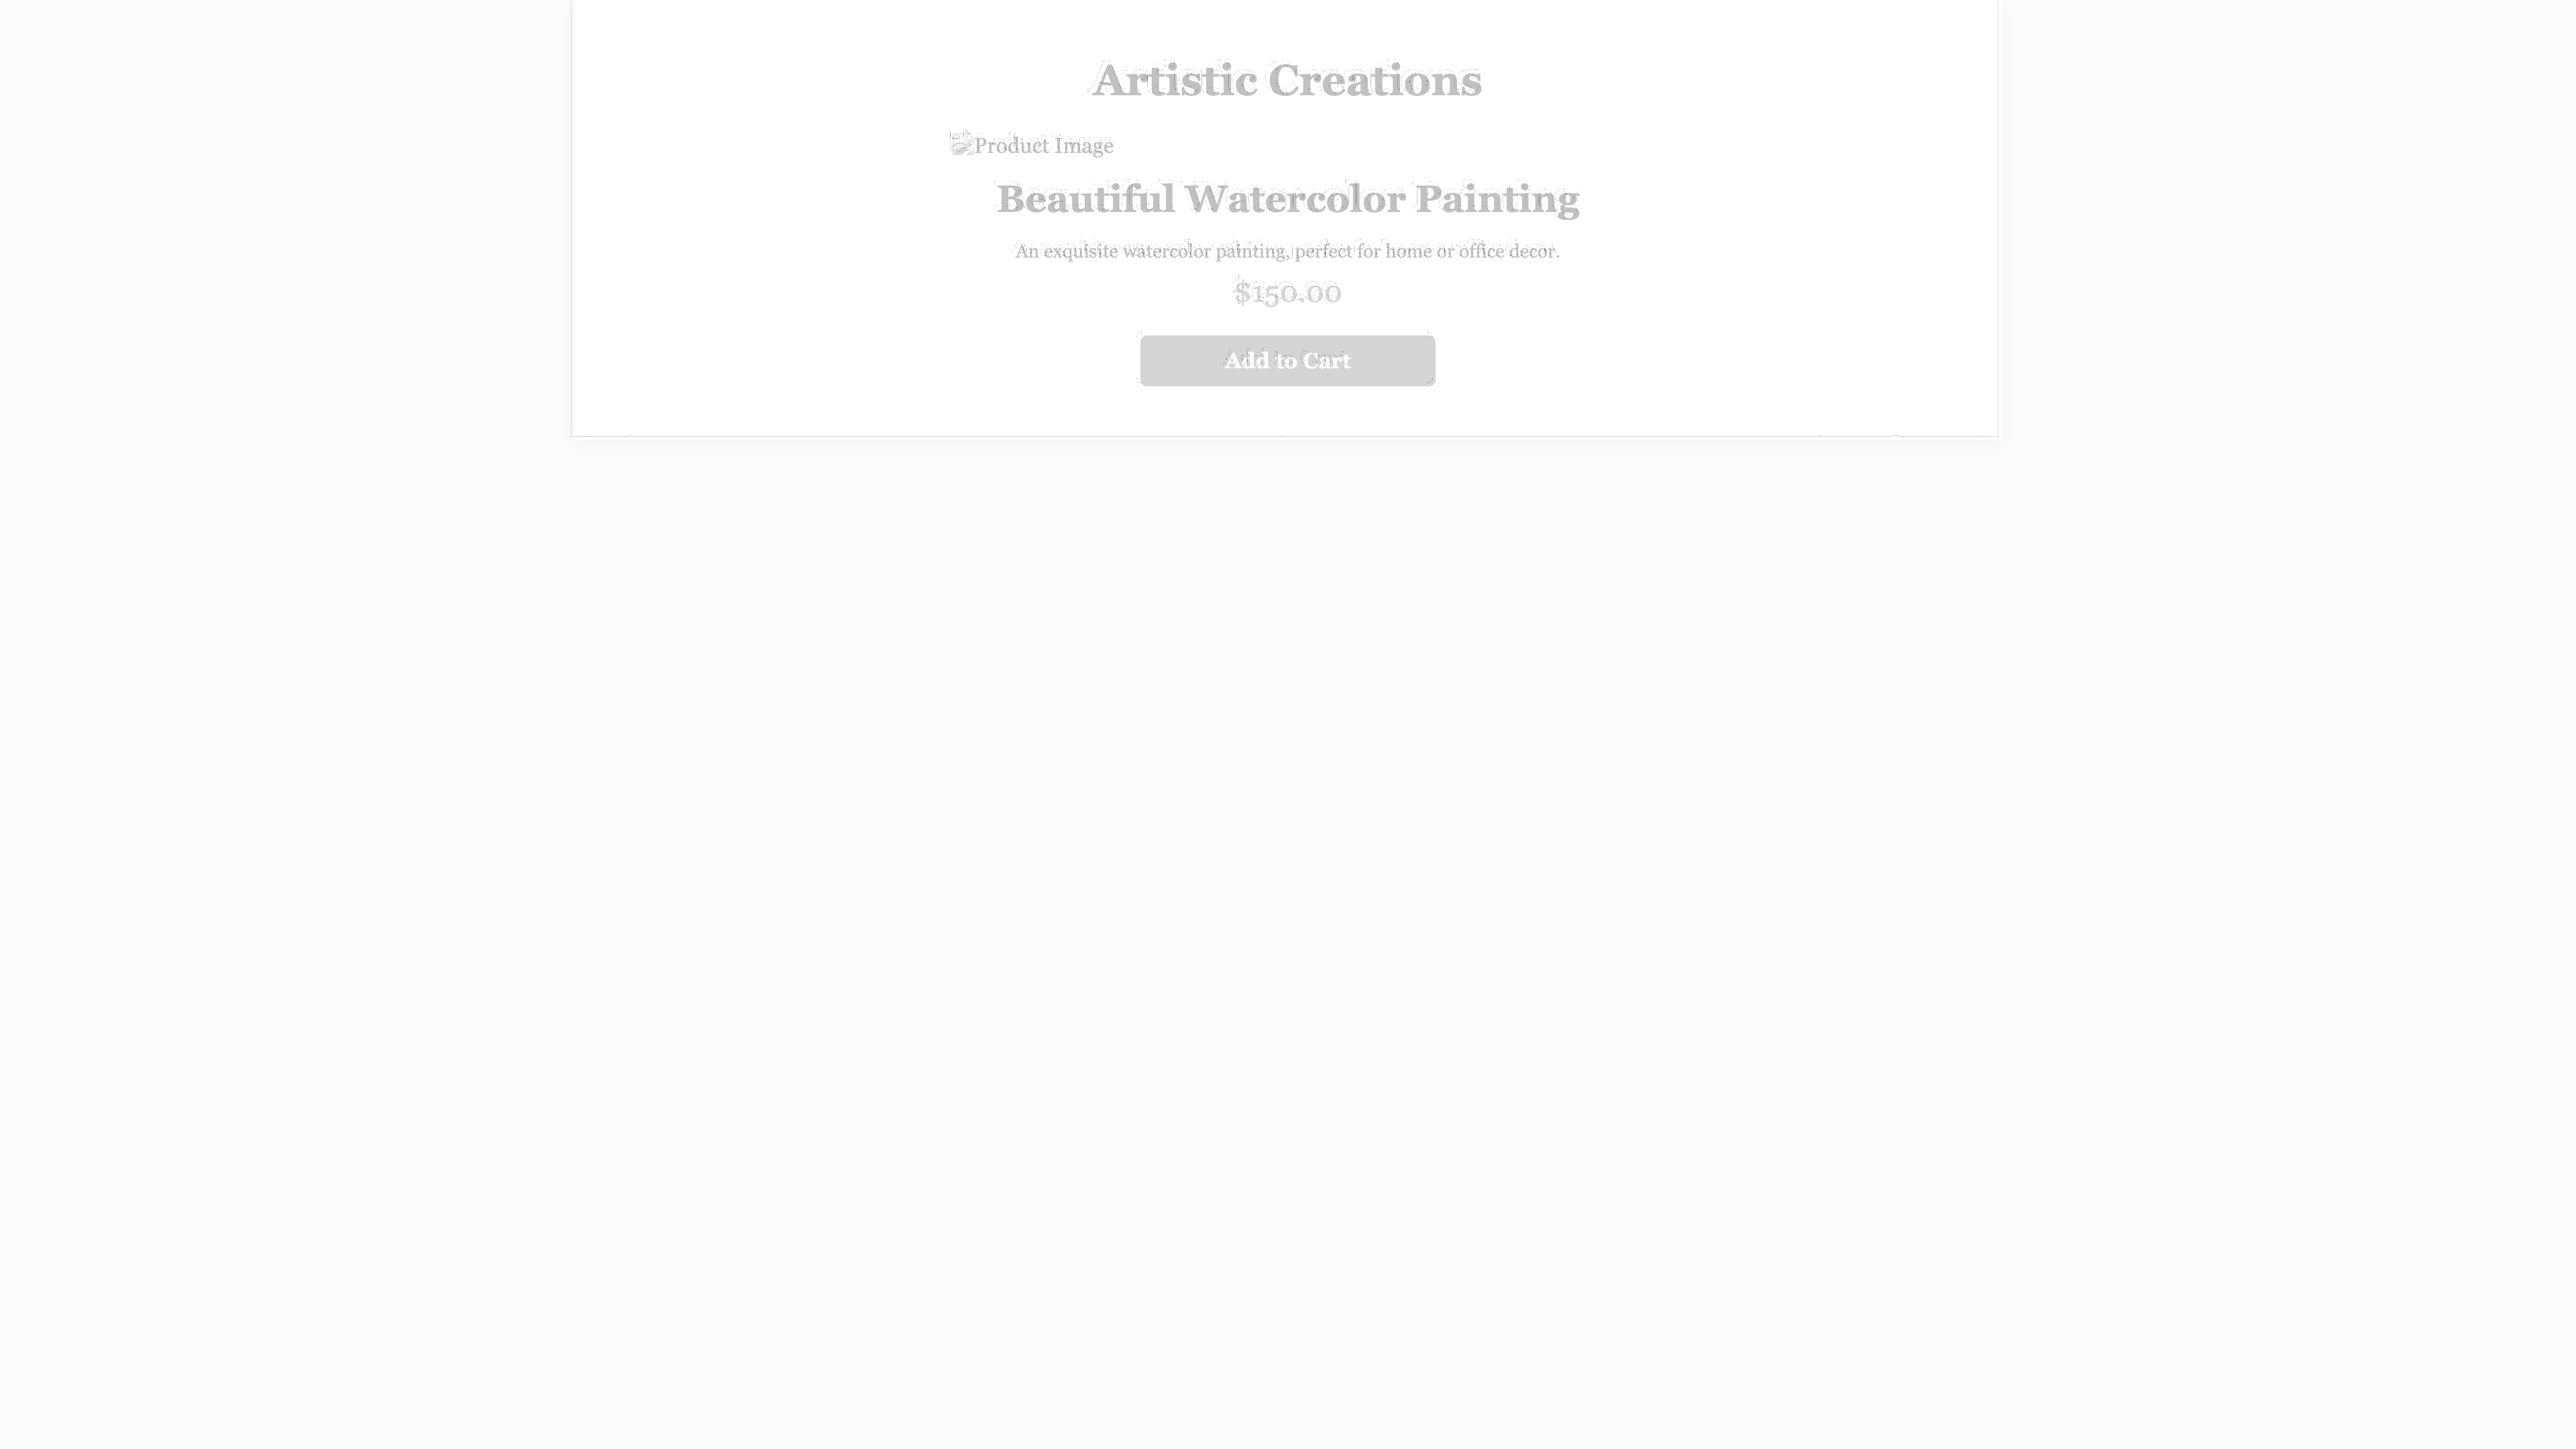 Artistic Creations
Product Image
Beautiful Watercolor Painting
An exquisite watercolor painting, perfect for home or office decor.
$150.00
Add to Cart